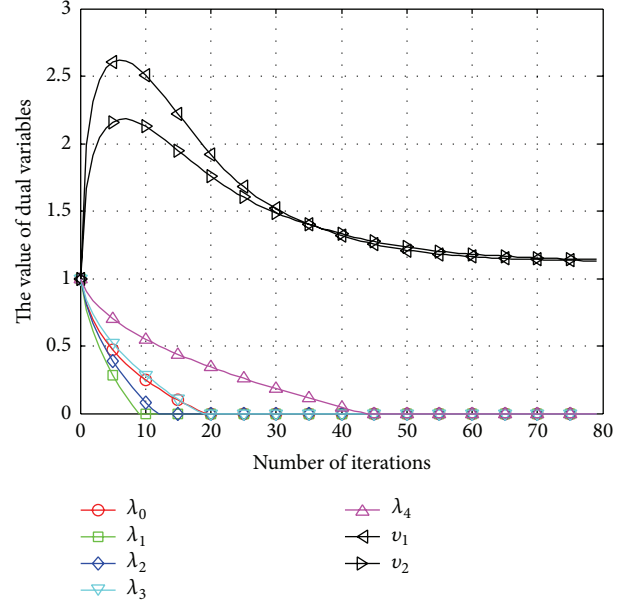 3
2.5
2
1.5
1
0.5
0
The value of dual variables
0 10 20 30 40 50 60 70 80
Number of iterations
λ0
λ1
λ2
λ3
λ4
υ1
υ2